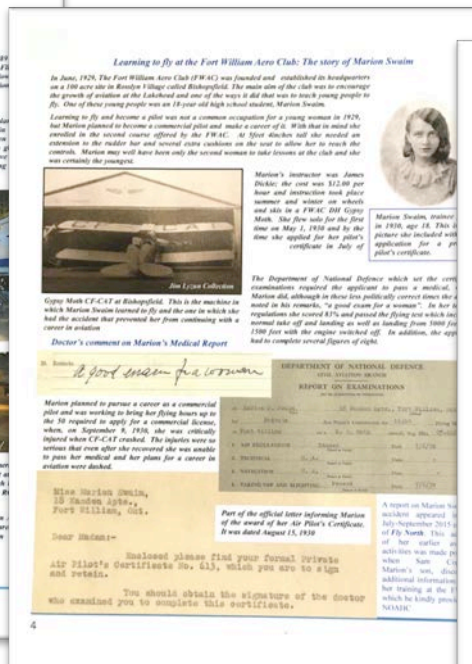 Learning to fly at the Fort William Aero Club: The story of Marion Swaim
In June, 1929, The Fort William Aero Club (FWAC) was founded and established its headquarters
on a 100 acre site in Rosslyn Village called Bishopsfield. The main aim of the club was to encourage
the growth of aviation at the Lakehead and one of the ways it did that was to teach young people to
fly. One of these young people was an 18-year old high school student, Marion Swaim.
Learning to fly and become a pilot was not a common occupation for a young woman in 1929,
but Marion planned to become a commercial pilot and make a career of it. With that in mind she
enrolled in the second course offered by the FWAC. At 5feet 0inches tall she needed an
extension to the rudder bar and several extra cushions on the seat to allow her to reach the
controls. Marion may well have been only the second woman to take lessons at the club and she
was certainly the youngest.
Marion's instructor was James
Dickie; the cost was $12.00 per
hour and instruction took place
summer and winter on wheels
and skis in a FWAC DH Gypsy
Moth. She flew solo for the first
time on May 1, 1930 and by the
time she applied for her pilot's
certificate in July of
Jim Lyzun Collection
Marion Swaim, trainee
in 1930, age 18. This
picture she included with
application for a
pilot's certificate.
Gypsy Moth CF-CAT at Bishopsfield. This is the machine in
which Marion Swaim learned to fly and the one in which she
had the accident that prevented her from continuing with a
career in aviation
The Department of National Defence which set the
examinations required the applicant to pass a medical,
Marion did, although in these less politically correct times the
noted in his remarks, "a good exam for a woman". In her
regulations she scored 83% and passed the flying test which
normal take off and landing as well as landing from 5000 feet
1500 feet with the engine switched off. In addition, the
had to complete several figures of eight.
Doctor's comment on Marion's Medical Report
A good exam for a woman
DEPARTMENT OF NATIONAL DEFENCE
CIVIL AVIATION BRANCH
REPORT ON EXAMINATIONS
Marion planned to pursue a career as a commercial
pilot and was working to bring her flying hours up to
the 50 required to apply for a commercial license,
when, on September 9, 1930, she was critically
injured when CF-CAT crashed. The injuries were so
serious that even after she recovered she was unable
to pass her medical and her plans for a career in
aviation were dashed.
Miss Marion Swaim,
Fort William, Ont.
Dear Madam:-
Enclosed please find your formal Private
Air Pilot's Certificate No. 613, which you are to sign
and retain.
You should obtain the signature of the doctor
who examined you to complete this certificate.
Part of the official letter informing Marion
of the award of her Air Pilot's Certificate.
It was dated August 15, 1930
A report on Marion
accident appeared
July-September 2015
of Fly North. This
of her earlier
activities was made
when Sam
Marion's son,
additional information
her training at the
which he kindly
NOAHC
4